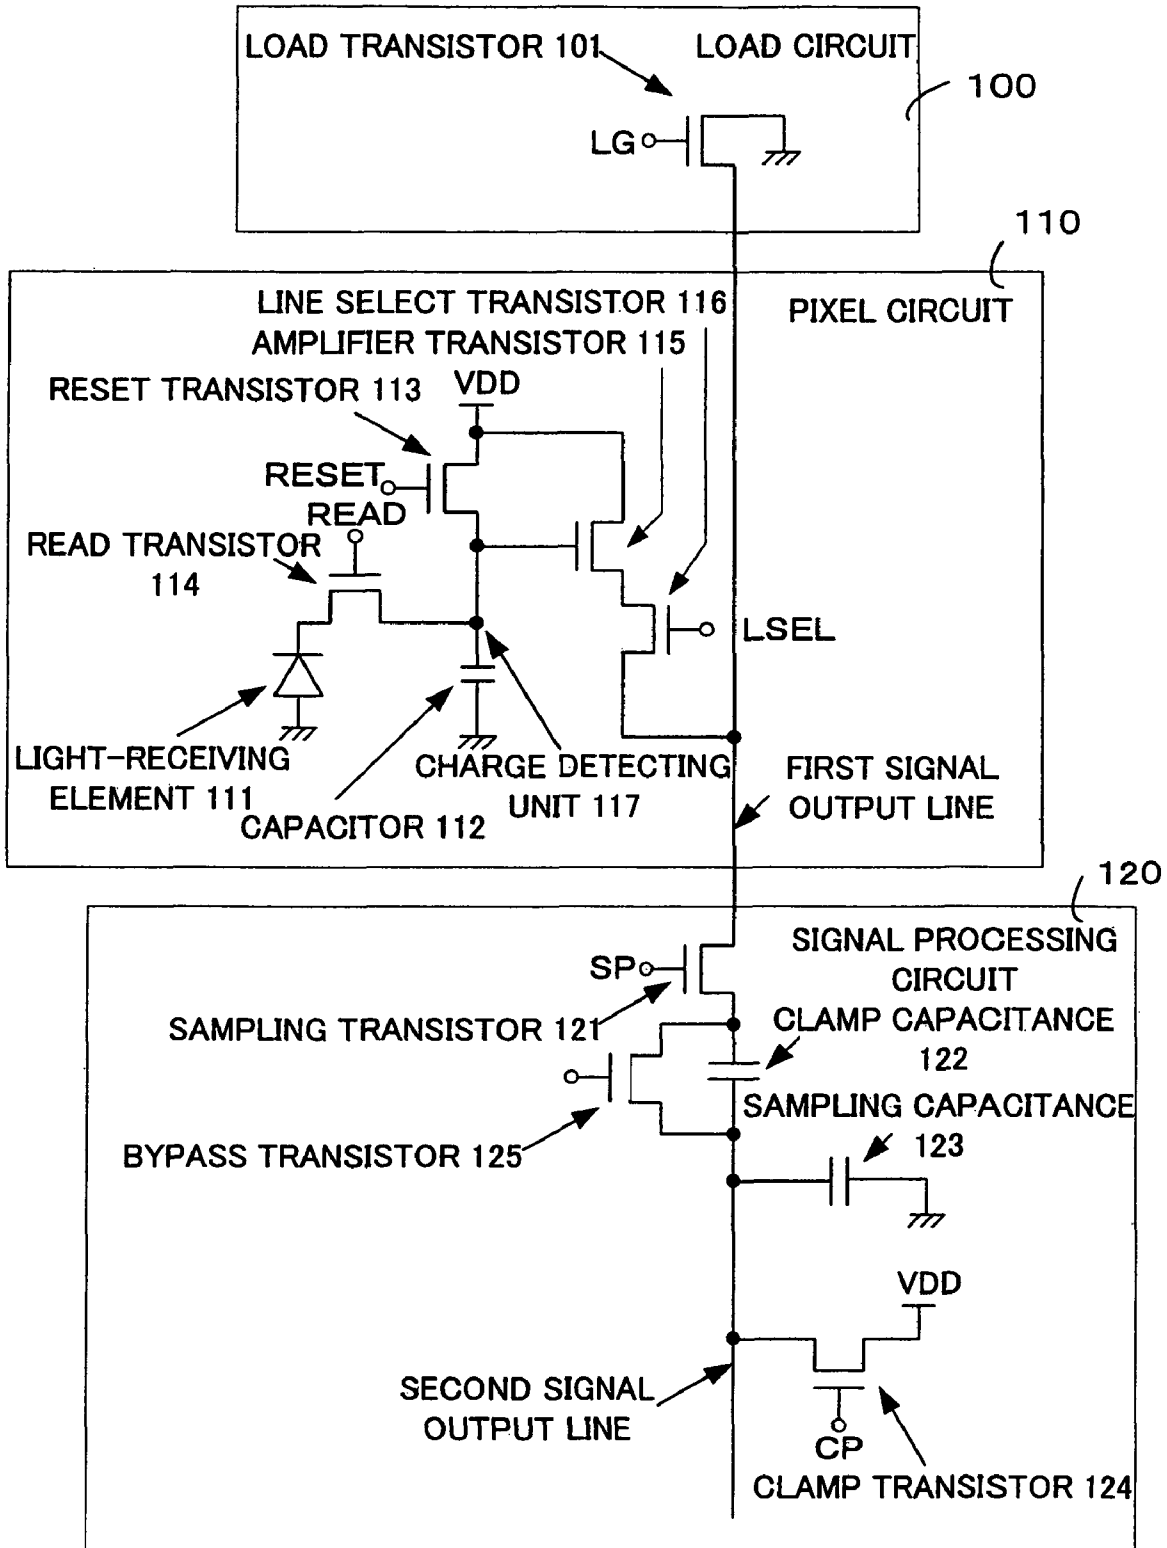 LOAD TRANSISTOR 101
LOAD CIRCUIT
100
LG
110
LINE SELECT TRANSISTOR 116
PIXEL CIRCUIT
AMPLIFIER TRANSISTOR 115
RESET TRANSISTOR 113
VDD
RESET
READ
READ TRANSISTOR
114
LSEL
LIGHT-RECEIVING
ELEMENT 111
CAPACITOR 112
CHARGE DETECTING
UNIT 117
FIRST SIGNAL
OUTPUT LINE
120
SIGNAL PROCESSING
CIRCUIT
SP
SAMPLING TRANSISTOR 121
CLAMP CAPACITANCE
122
SAMPLING CAPACITANCE
123
BYPASS TRANSISTOR 125
VDD
SECOND SIGNAL
OUTPUT LINE
CP
CLAMP TRANSISTOR 124